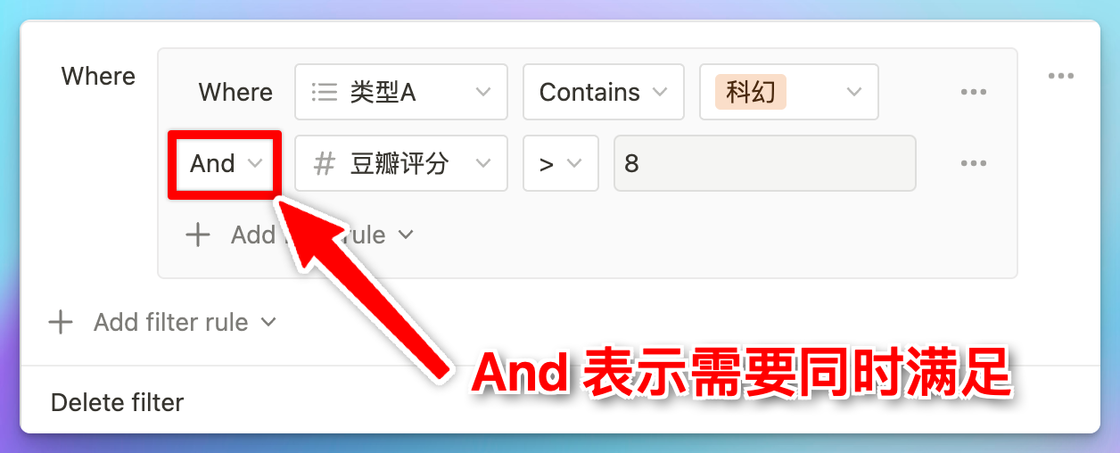 Where
Where 类型A Contains 科幻
And # 豆瓣评分 > 8
+ Add rule
+ Add filter rule
And 表示需要同时满足
Delete filter